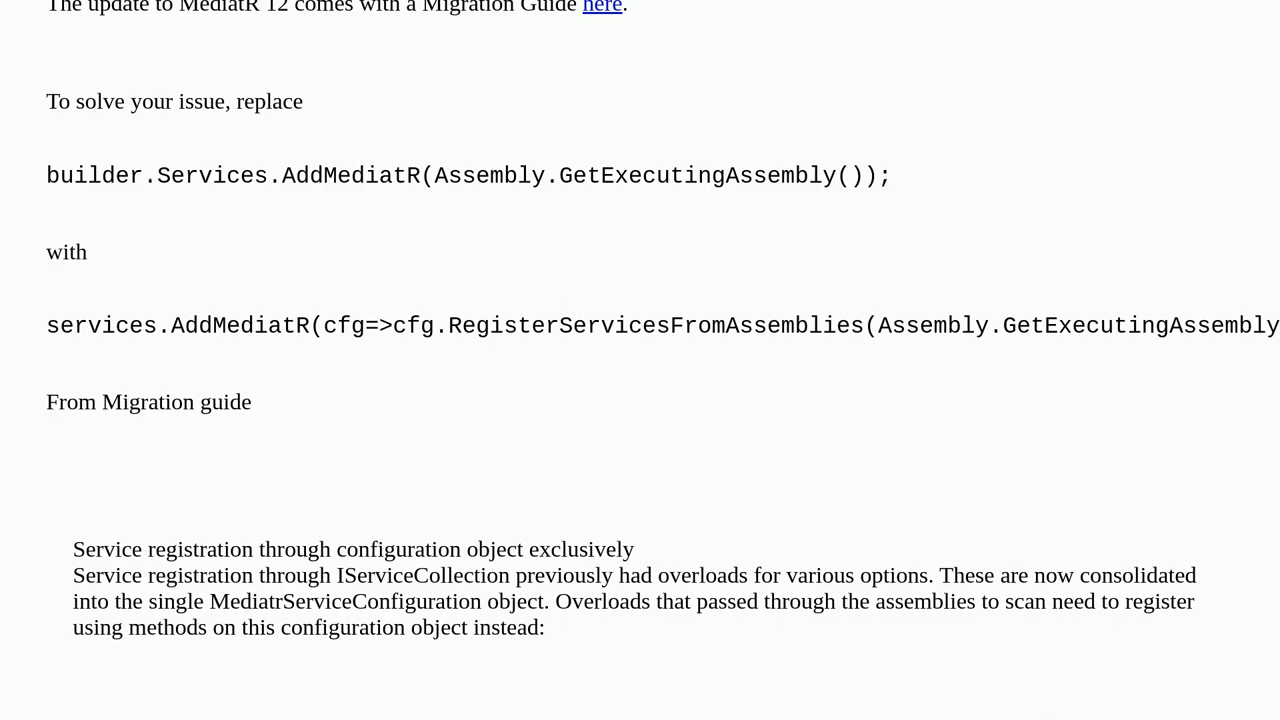 The update to MediatR 12 comes with a Migration Guide here.
To solve your issue, replace
builder.Services.AddMediatR(Assembly.GetExecutingAssembly());
with
services.AddMediatR(cfg=>cfg.RegisterServicesFromAssemblies(Assembly.GetExecutingAssembly
From Migration guide
Service registration through configuration object exclusively
Service registration through IServiceCollection previously had overloads for various options. These are now consolidated
into the single MediatrServiceConfiguration object. Overloads that passed through the assemblies to scan need to register
using methods on this configuration object instead: